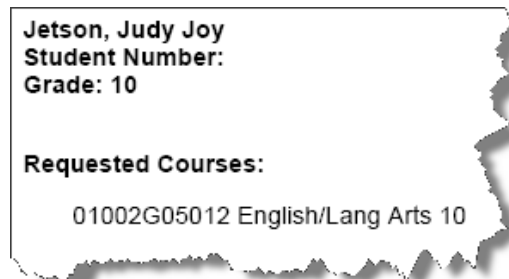 Jetson, Judy Joy
Student Number:
Grade: 10
Requested Courses:
01002G05012 English/Lang Arts 10